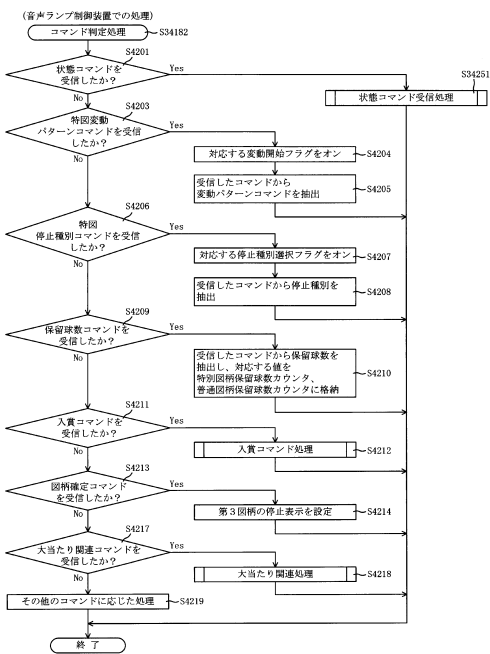 (音声ランプ制御装置での処理)
コマンド判定処理
S34182
S4201
状態コマンドを
受信したか?
Yes
No
S34251
状態コマンド受信処理
S4203
特図変動
パターンコマンドを受信
したか?
Yes
No
対応する変動開始フラグをオン
S4204
受信したコマンドから
変動パターンコマンドを抽出
S4205
S4206
特図
停止種別コマンドを受信
したか?
Yes
No
対応する停止種別選択フラグをオン
S4207
受信したコマンドから停止種別を
抽出
S4208
S4209
保留球数コマンドを
受信したか?
Yes
No
受信したコマンドから保留球数を
抽出し、対応する値を
特別図柄保留球数カウンタ、
普通図柄保留球数カウンタに格納
S4210
S4211
入賞コマンドを
受信したか?
Yes
No
入賞コマンド処理
S4212
S4213
図柄確定コマンド
を受信したか?
Yes
No
第3図柄の停止表示を設定
S4214
S4217
大当たり関連コマンドを
受信したか?
Yes
No
大当たり関連処理
S4218
その他のコマンドに応じた処理
S4219
終了